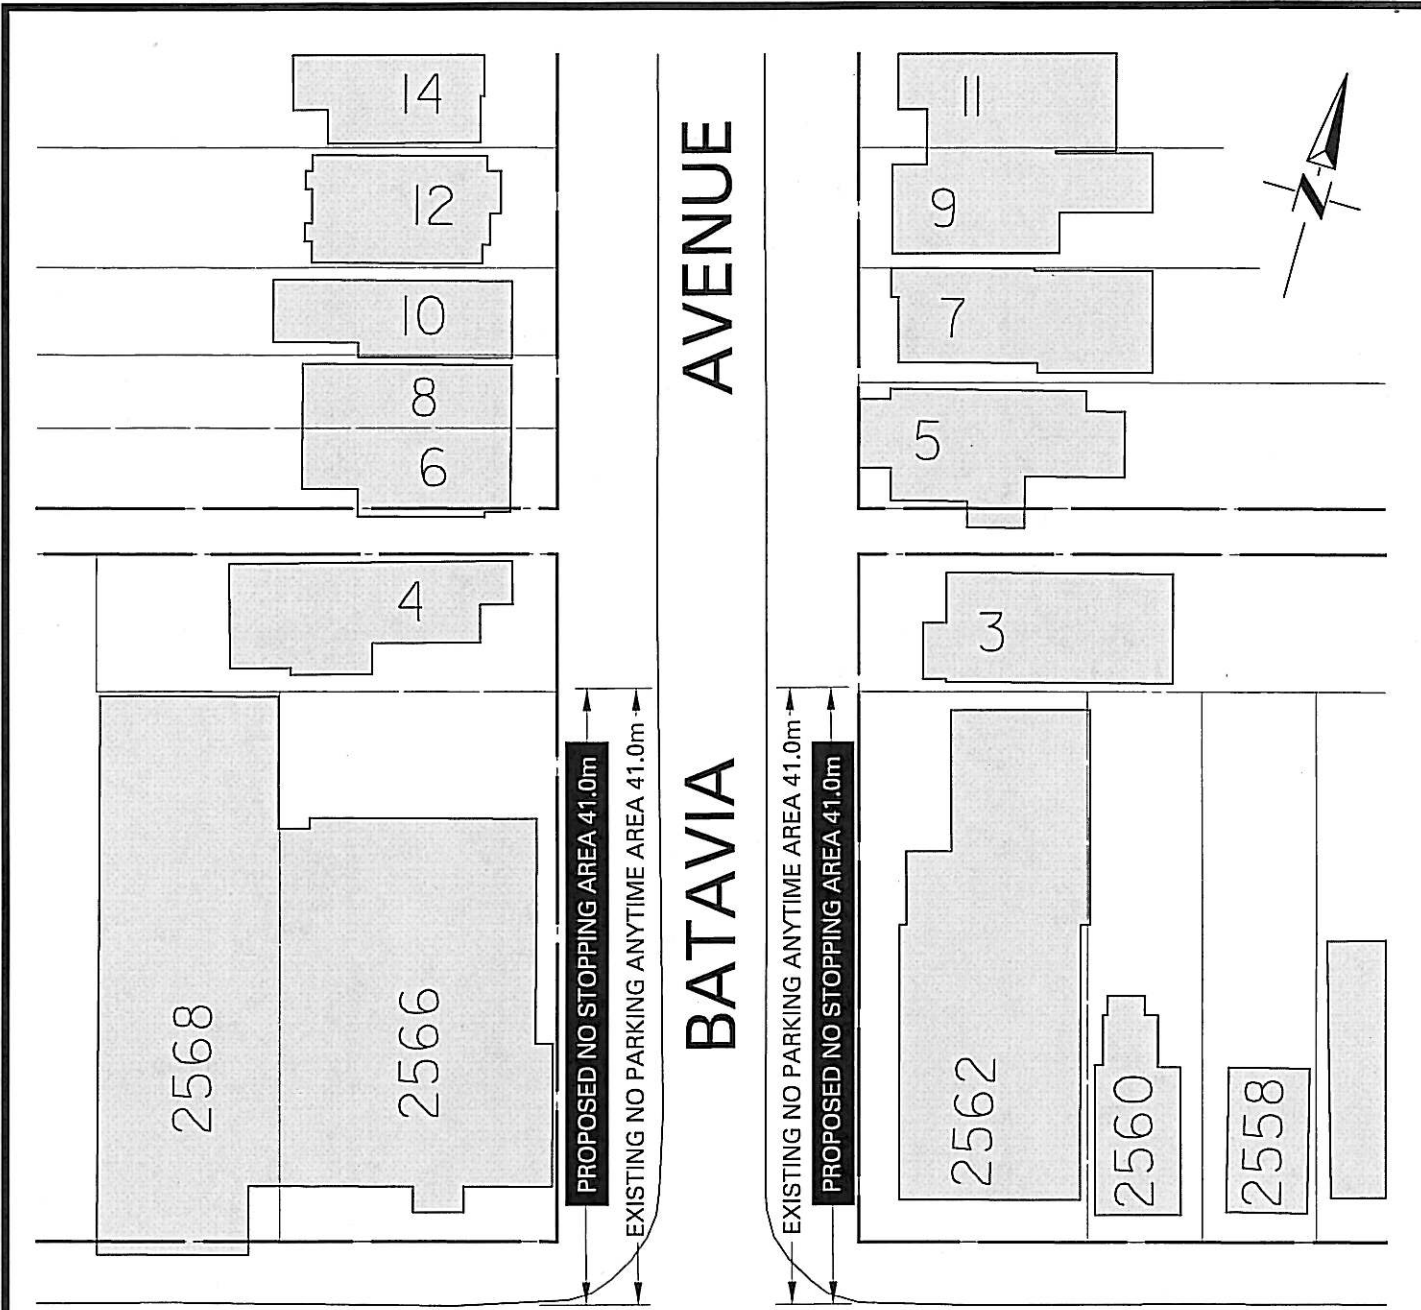 14
12
10
8
6
4
2568
2566
PROPOSED NO STOPPING AREA 41.0m
EXISTING NO PARKING ANYTIME AREA 41.0m
BATAVIA AVENUE
EXISTING NO PARKING ANYTIME AREA 41.0m
PROPOSED NO STOPPING AREA 41.0m
11
9
7
5
3
2562
2560
2558
N